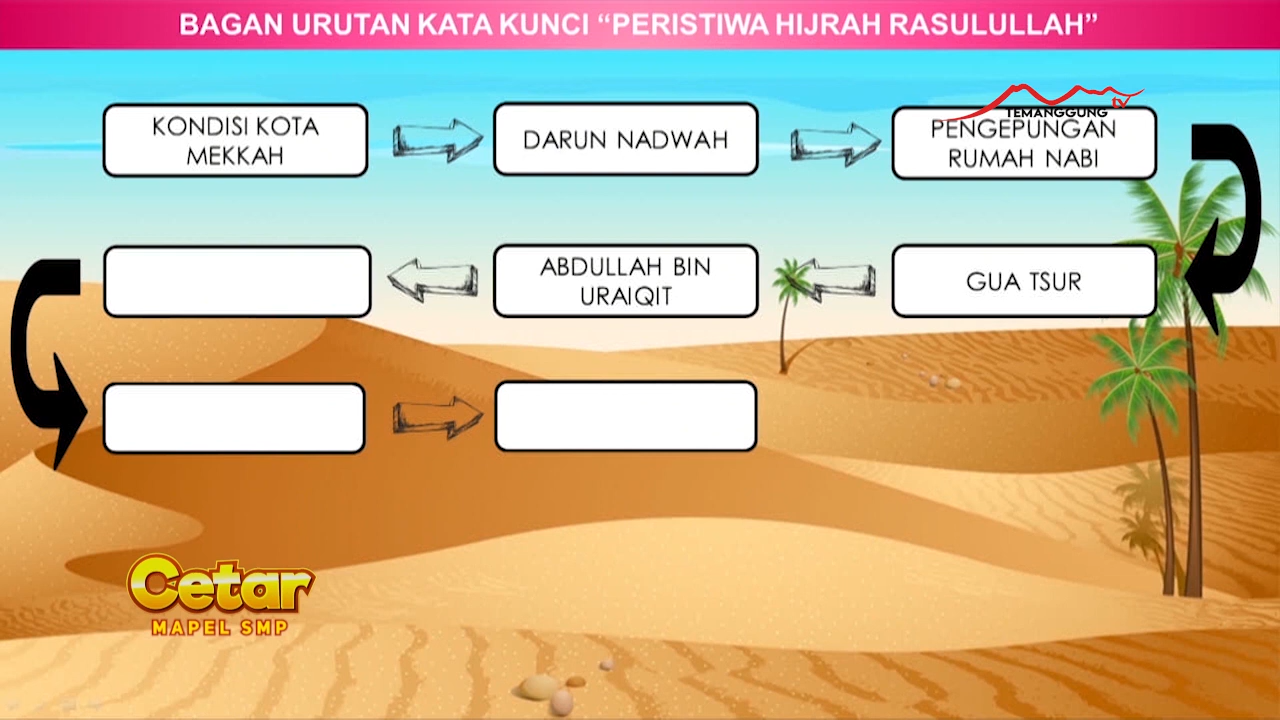 BAGAN URUTAN KATA KUNCI “PERISTIWA HIJRAH RASULULLAH”
KONDISI KOTA
MEKKAH
DARUN NADWAH
TEMANGGUNG
tv
PENGEPUNGAN
RUMAH NABI
ABDULLAH BIN
URAIQIT
GUA TSUR
Cetar
MAPEL SMP